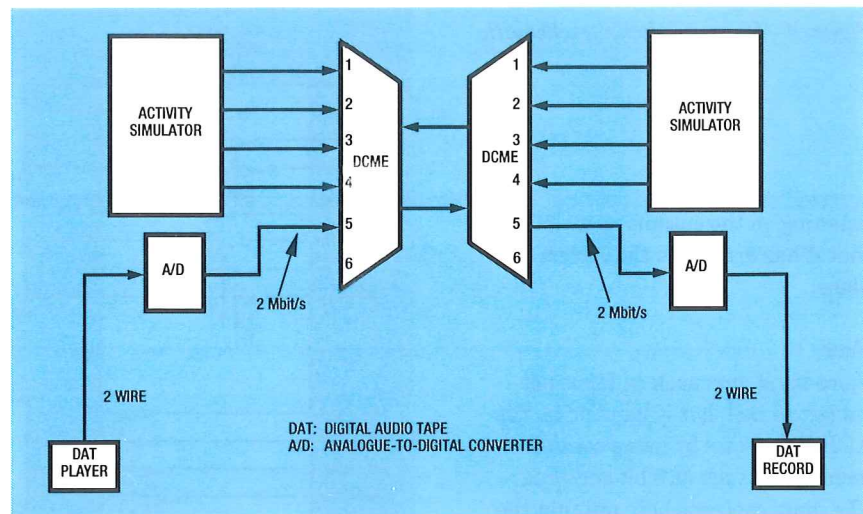 ACTIVITY
SIMULATOR
1
2
3
4
5
6
DCME
DCME
1
2
3
4
5
6
ACTIVITY
SIMULATOR
A/D
2 Mbit/s
2 Mbit/s
A/D
2 WIRE
2 WIRE
DAT
PLAYER
DAT: DIGITAL AUDIO TAPE
A/D: ANALOGUE-TO-DIGITAL CONVERTER
DAT
RECORD